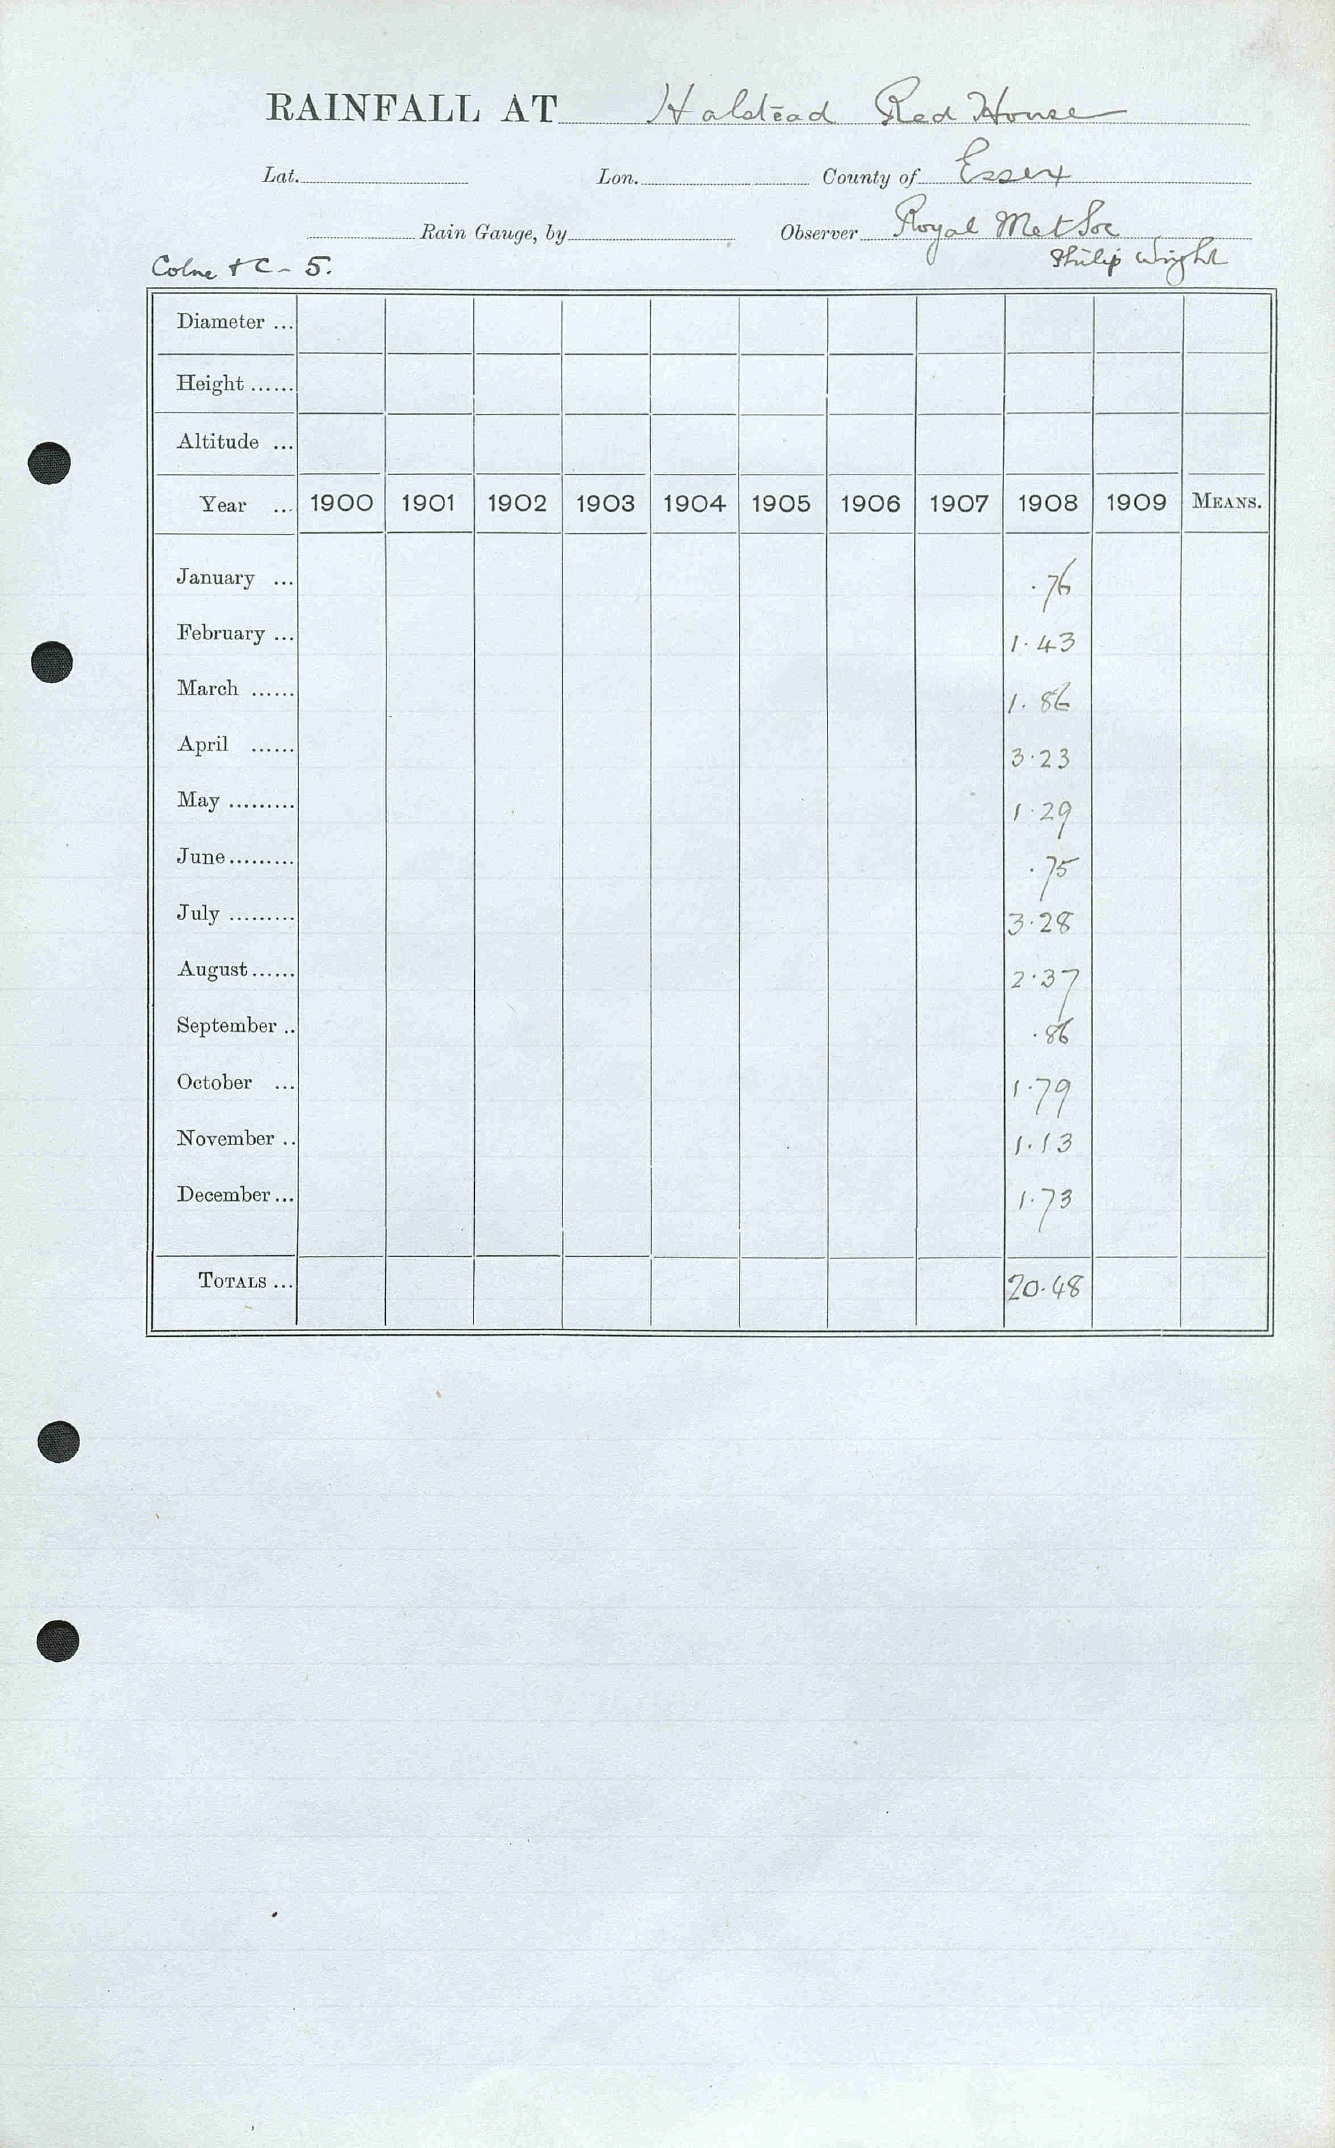 RAINFALL AT Halstead Red House
Lat. Lon. County of Essex
Rain Gauge, by Observer Royal Met Soc
Colne & C - 5. Philip Wright
Diameter ...
Height ......
Altitude ...
Year ... 1900 1901 1902 1903 1904 1905 1906 1907 1908 1909 MEANS.
January ... .76
February ... 1.43
March ...... 1.86
April ...... 3.23
May ......... 1.29
June ......... .75
July ......... 3.28
August ...... 2.37
September .. .86
October ... 1.79
November .. 1.13
December ... 1.73
TOTALS ... 20.48